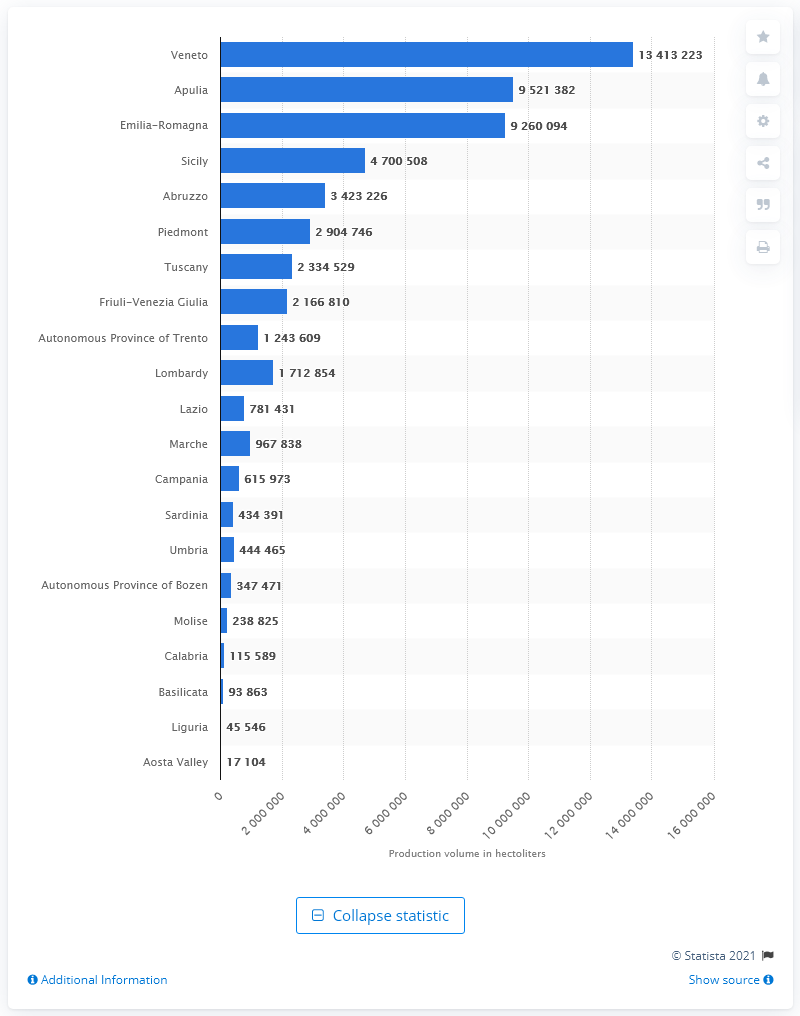 Veneto 13 413 223
Apulia 9 521 382
Emilia-Romagna 9 260 094
Sicily 4 700 508
Abruzzo 3 423 226
Piedmont 2 904 746
Tuscany 2 334 529
Friuli-Venezia Giulia 2 166 810
Autonomous Province of Trento 1 243 609
Lombardy 1 712 854
Lazio 781 431
Marche 967 838
Campania 615 973
Sardinia 434 391
Umbria 444 465
Autonomous Province of Bozen 347 471
Molise 238 825
Calabria 115 589
Basilicata 93 863
Liguria 45 546
Aosta Valley 17 104
0 2 000 000 4 000 000 6 000 000 8 000 000 10 000 000 12 000 000 14 000 000 16 000 000
Production volume in hectoliters
Collapse statistic
© Statista 2021
Additional Information Show source